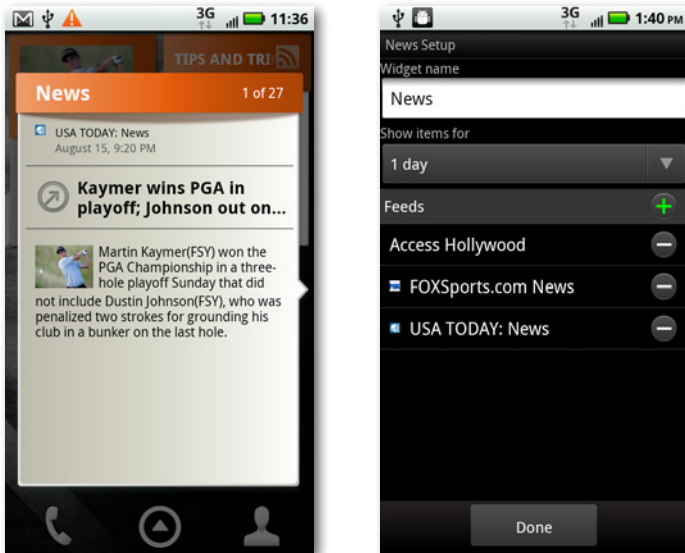 3G
11:36
TIPS AND TRI
News
1 of 27
USA TODAY: News
August 15, 9:20 PM
Kaymer wins PGA in
playoff; Johnson out on...
Martin Kaymer(FSY) won the
PGA Championship in a three-
hole playoff Sunday that did
not include Dustin Johnson(FSY), who was
penalized two strokes for grounding his
club in a bunker on the last hole.
3G
1:40 PM
News Setup
Widget name
News
Show items for
1 day
Feeds
Access Hollywood
FOXSports.com News
USA TODAY: News
Done